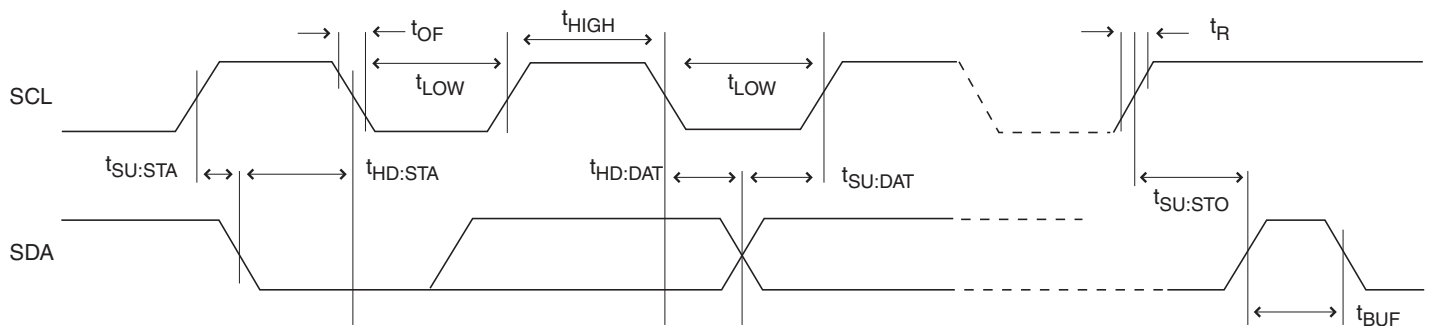 tOF
tHIGH
tR
tLOW
tLOW
SCL
tSU:STA
tHD:STA
tHD:DAT
tSU:DAT
tSU:STO
SDA
tBUF